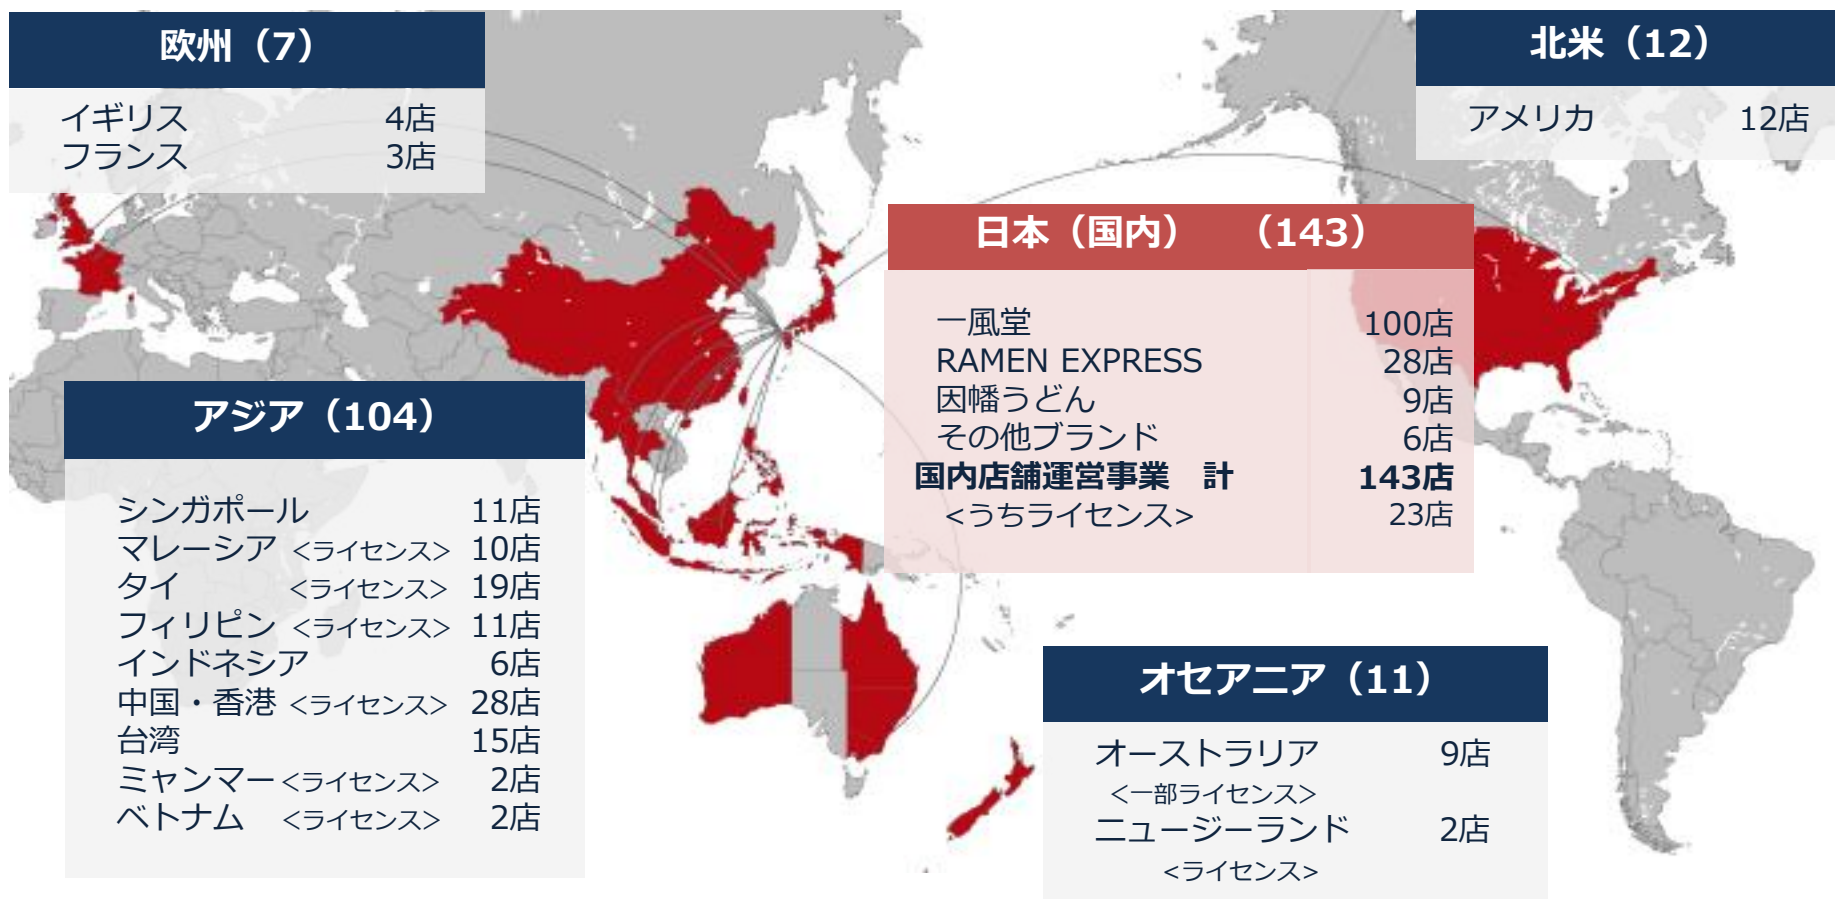 欧州（7）
イギリス 4店
フランス 3店
北米（12）
アメリカ 12店
日本（国内） （143）
一風堂 100店
RAMEN EXPRESS 28店
因幡うどん 9店
その他ブランド 6店
国内店舗運営事業 計 143店
<うちライセンス> 23店
アジア（104）
シンガポール 11店
マレーシア <ライセンス> 10店
タイ <ライセンス> 19店
フィリピン <ライセンス> 11店
インドネシア 6店
中国・香港 <ライセンス> 28店
台湾 15店
ミャンマー <ライセンス> 2店
ベトナム <ライセンス> 2店
オセアニア（11）
オーストラリア 9店
<一部ライセンス>
ニュージーランド 2店
<ライセンス>